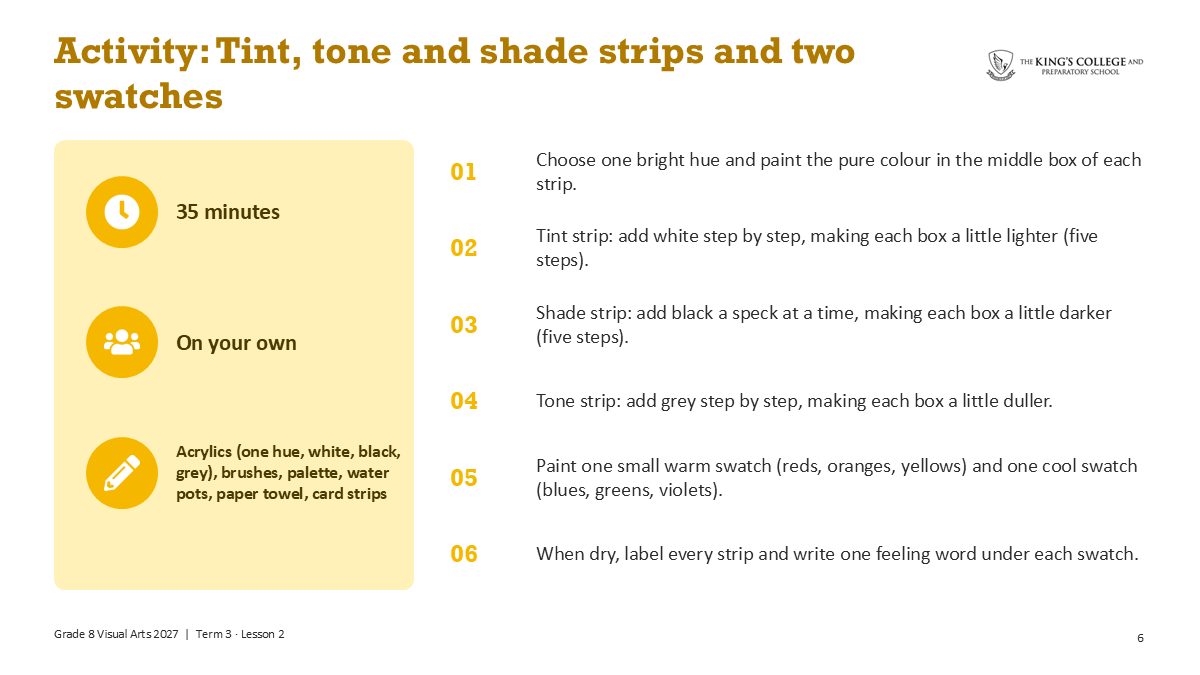 Activity: Tint, tone and shade strips and two
swatches
THE KING'S COLLEGE AND
PREPARATORY SCHOOL
35 minutes
On your own
Acrylics (one hue, white, black,
grey), brushes, palette, water
pots, paper towel, card strips
01
Choose one bright hue and paint the pure colour in the middle box of each
strip.
02
Tint strip: add white step by step, making each box a little lighter (five
steps).
03
Shade strip: add black a speck at a time, making each box a little darker
(five steps).
04
Tone strip: add grey step by step, making each box a little duller.
05
Paint one small warm swatch (reds, oranges, yellows) and one cool swatch
(blues, greens, violets).
06
When dry, label every strip and write one feeling word under each swatch.
Grade 8 Visual Arts 2027 | Term 3 · Lesson 2
6